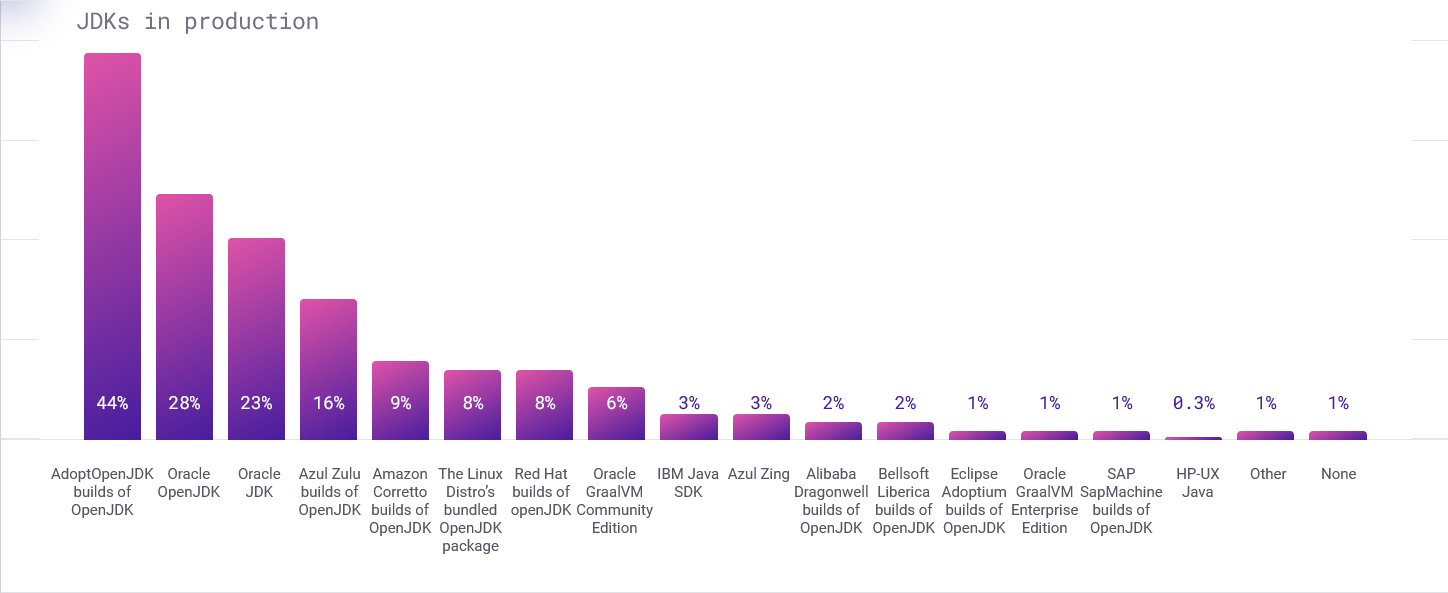 JDKs in production
44%
28%
23%
16%
9%
8%
8%
6%
3%
3%
2%
2%
1%
1%
1%
0.3%
1%
1%
AdoptOpenJDK
builds of
OpenJDK
Oracle
OpenJDK
Oracle
JDK
Azul Zulu
builds of
OpenJDK
Amazon
Corretto
builds of
OpenJDK
The Linux
Distro's
bundled
OpenJDK
package
Red Hat
builds of
openJDK
Oracle
GraalVM
Community
Edition
IBM Java
SDK
Azul Zing
Alibaba
Dragonwell
builds of
OpenJDK
Bellsoft
Liberica
builds of
OpenJDK
Eclipse
Adoptium
builds of
OpenJDK
Oracle
GraalVM
Enterprise
Edition
SAP
SapMachine
builds of
OpenJDK
HP-UX
Java
Other
None